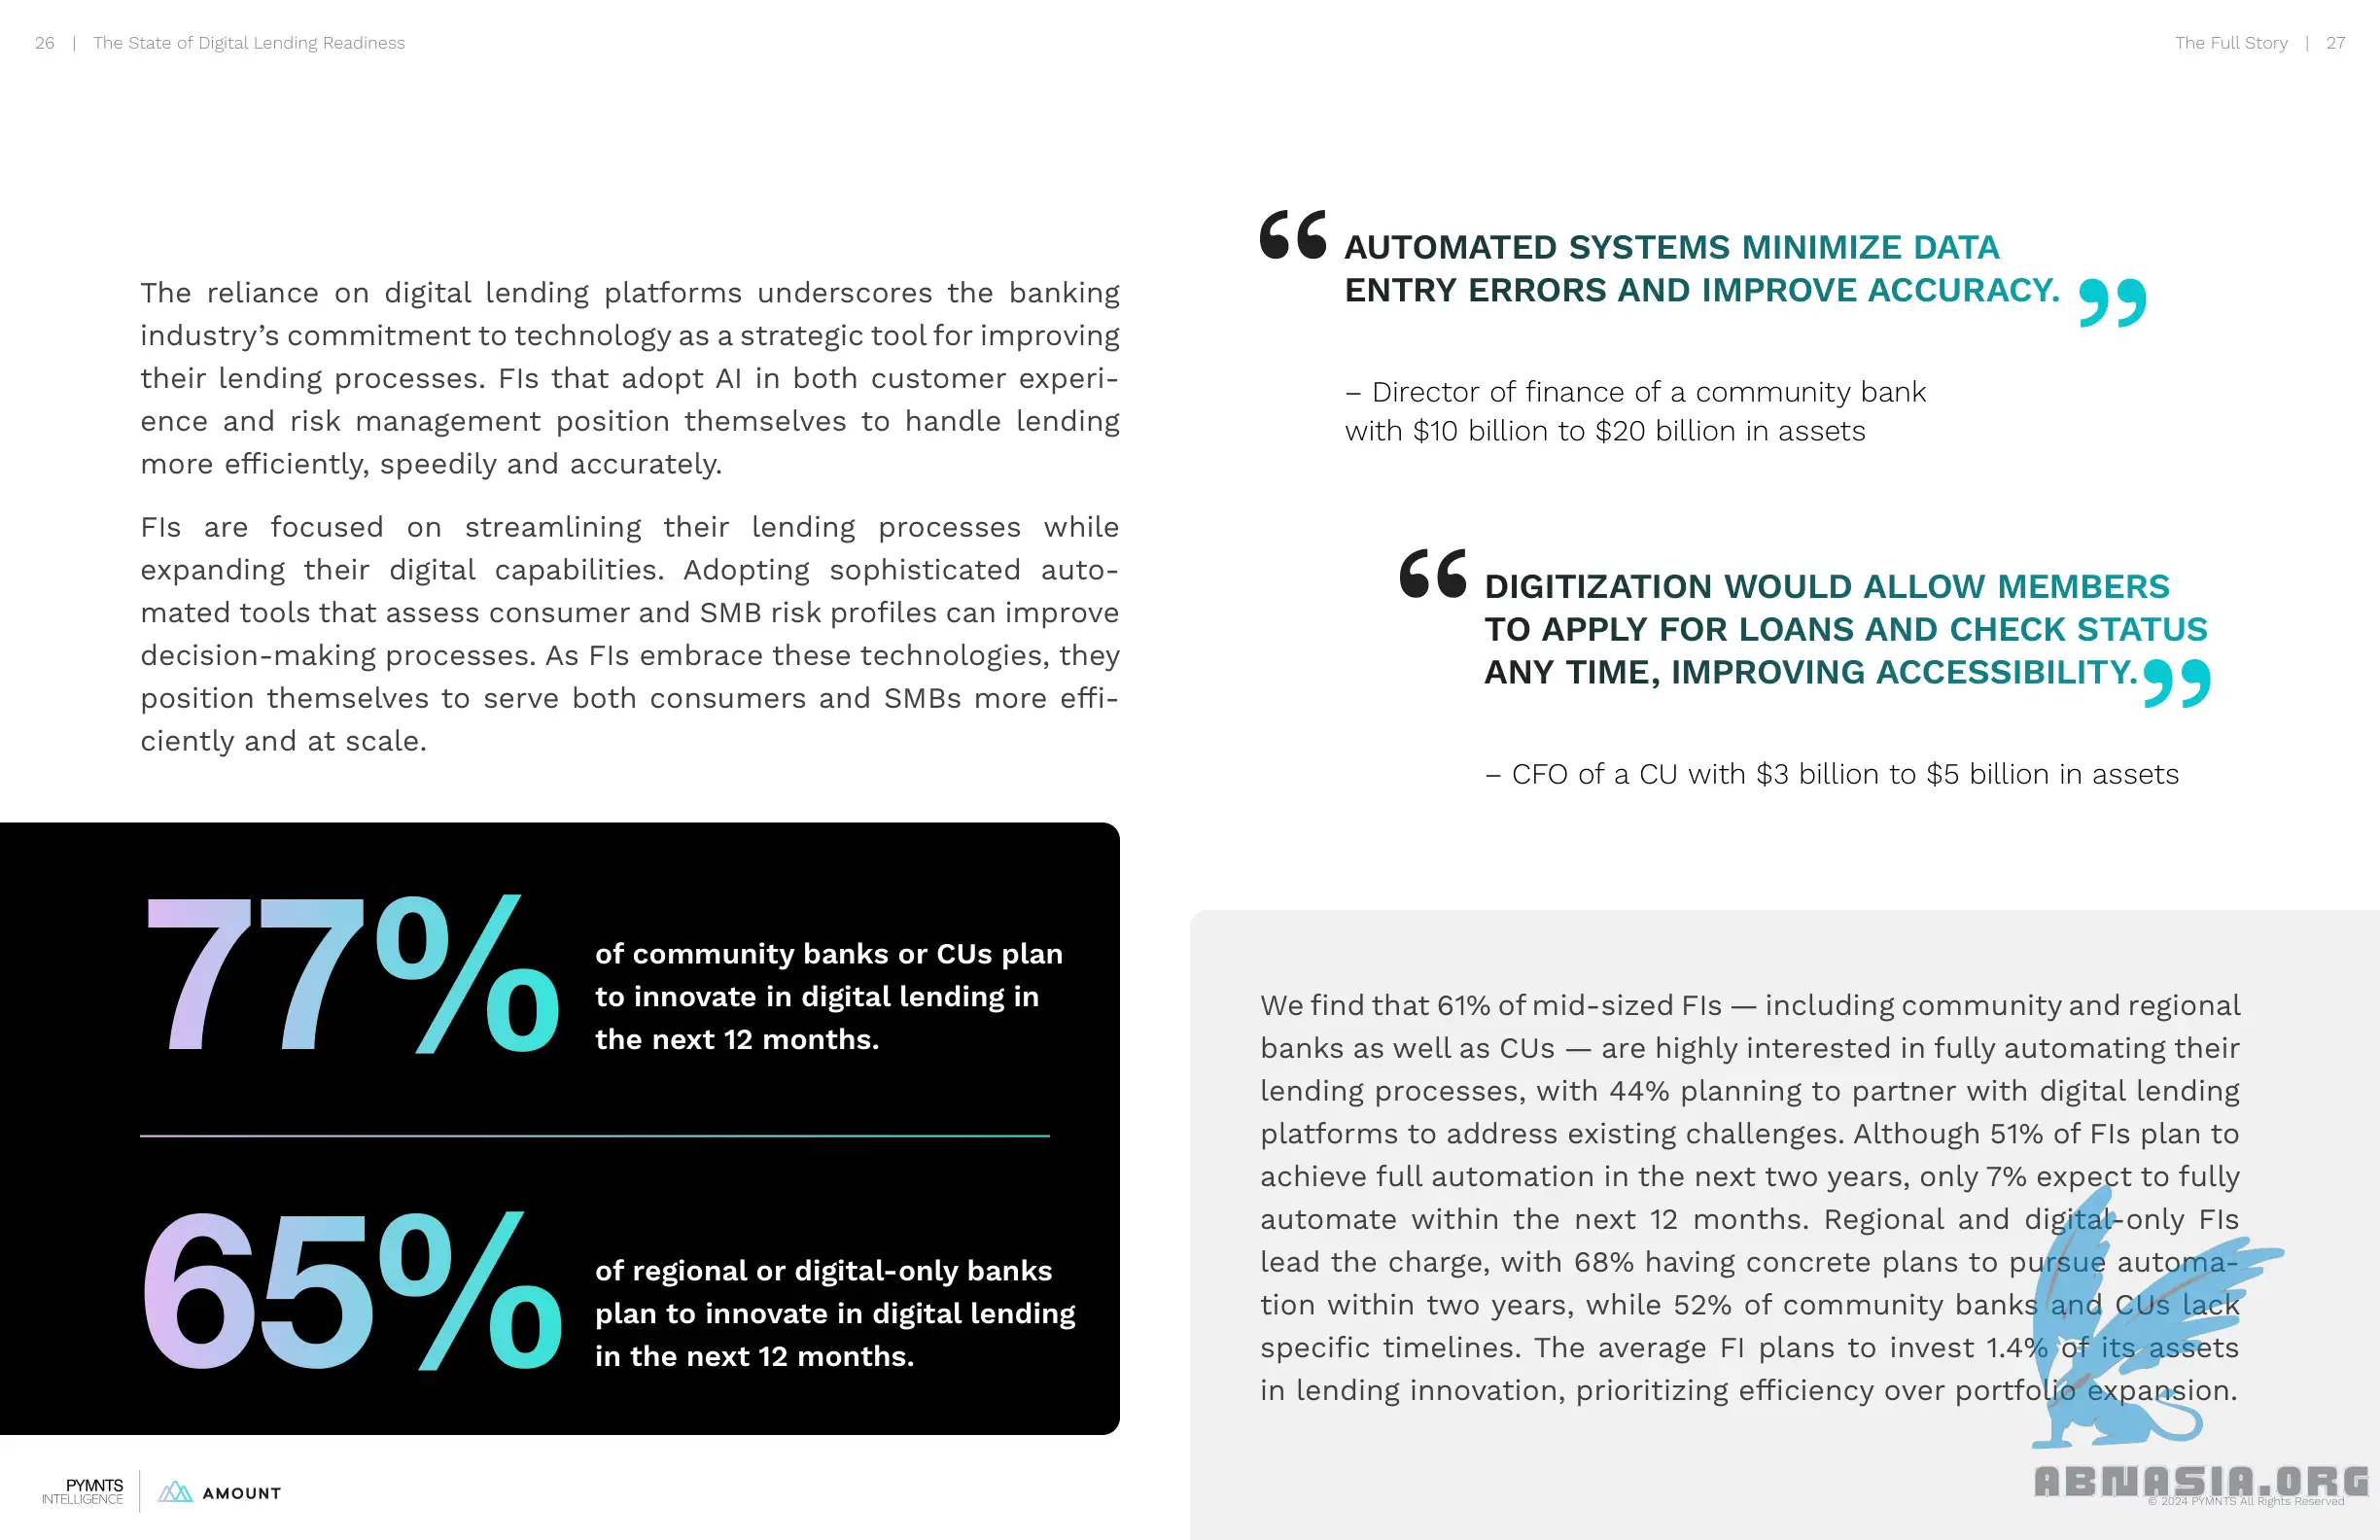 26 | The State of Digital Lending Readiness
The reliance on digital lending platforms underscores the banking
industry’s commitment to technology as a strategic tool for improving
their lending processes. FIs that adopt AI in both customer experi-
ence and risk management position themselves to handle lending
more efficiently, speedily and accurately.
FIs are focused on streamlining their lending processes while
expanding their digital capabilities. Adopting sophisticated auto-
mated tools that assess consumer and SMB risk profiles can improve
decision-making processes. As FIs embrace these technologies, they
position themselves to serve both consumers and SMBs more effi-
ciently and at scale.
77%
of community banks or CUs plan
to innovate in digital lending in
the next 12 months.
65%
of regional or digital-only banks
plan to innovate in digital lending
in the next 12 months.
PYMNTS
INTELLIGENCE
AMOUNT
The Full Story | 27
“AUTOMATED SYSTEMS MINIMIZE DATA
ENTRY ERRORS AND IMPROVE ACCURACY.”
– Director of finance of a community bank
with $10 billion to $20 billion in assets
“DIGITIZATION WOULD ALLOW MEMBERS
TO APPLY FOR LOANS AND CHECK STATUS
ANY TIME, IMPROVING ACCESSIBILITY.”
– CFO of a CU with $3 billion to $5 billion in assets
We find that 61% of mid-sized FIs — including community and regional
banks as well as CUs — are highly interested in fully automating their
lending processes, with 44% planning to partner with digital lending
platforms to address existing challenges. Although 51% of FIs plan to
achieve full automation in the next two years, only 7% expect to fully
automate within the next 12 months. Regional and digital-only FIs
lead the charge, with 68% having concrete plans to pursue automa-
tion within two years, while 52% of community banks and CUs lack
specific timelines. The average FI plans to invest 1.4% of its assets
in lending innovation, prioritizing efficiency over portfolio expansion.
ABNASIA.ORG
© 2024 PYMNTS All Rights Reserved